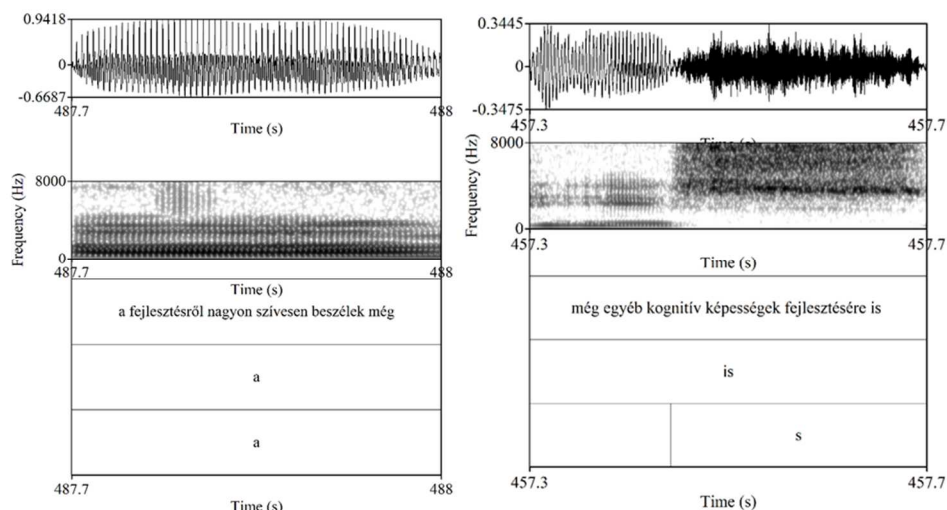 0.9418
0
-0.6687
487.7
488
Time (s)
8000
Frequency (Hz)
0
487.7
488
Time (s)
a fejlesztésről nagyon szívesen beszélek még
a
a
487.7
488
Time (s)
0.3445
0
-0.3475
457.3
457.7
Time (s)
8000
Frequency (Hz)
0
457.3
457.7
Time (s)
még egyéb kognitív képességek fejlesztésére is
is
s
457.3
457.7
Time (s)